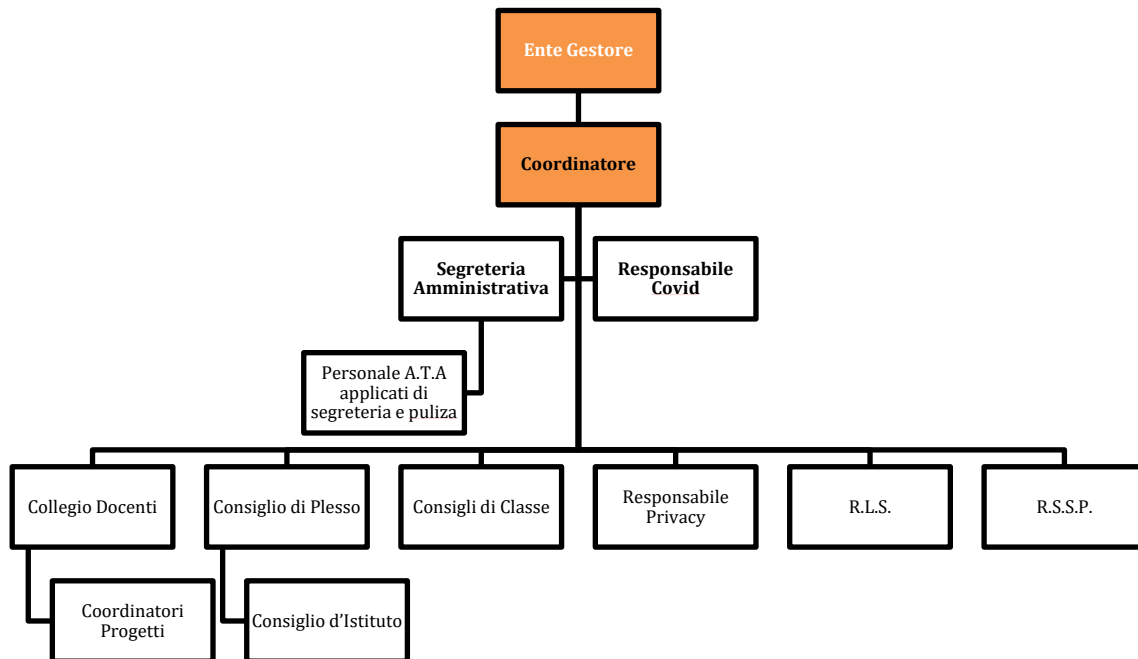 Ente Gestore
Coordinatore
Segreteria
Amministrativa
Responsabile
Covid
Personale A.T.A
applicati di
segreteria e puliza
Collegio Docenti
Consiglio di Plesso
Consigli di Classe
Responsabile
Privacy
R.L.S.
R.S.S.P.
Coordinatori
Progetti
Consiglio d’Istituto